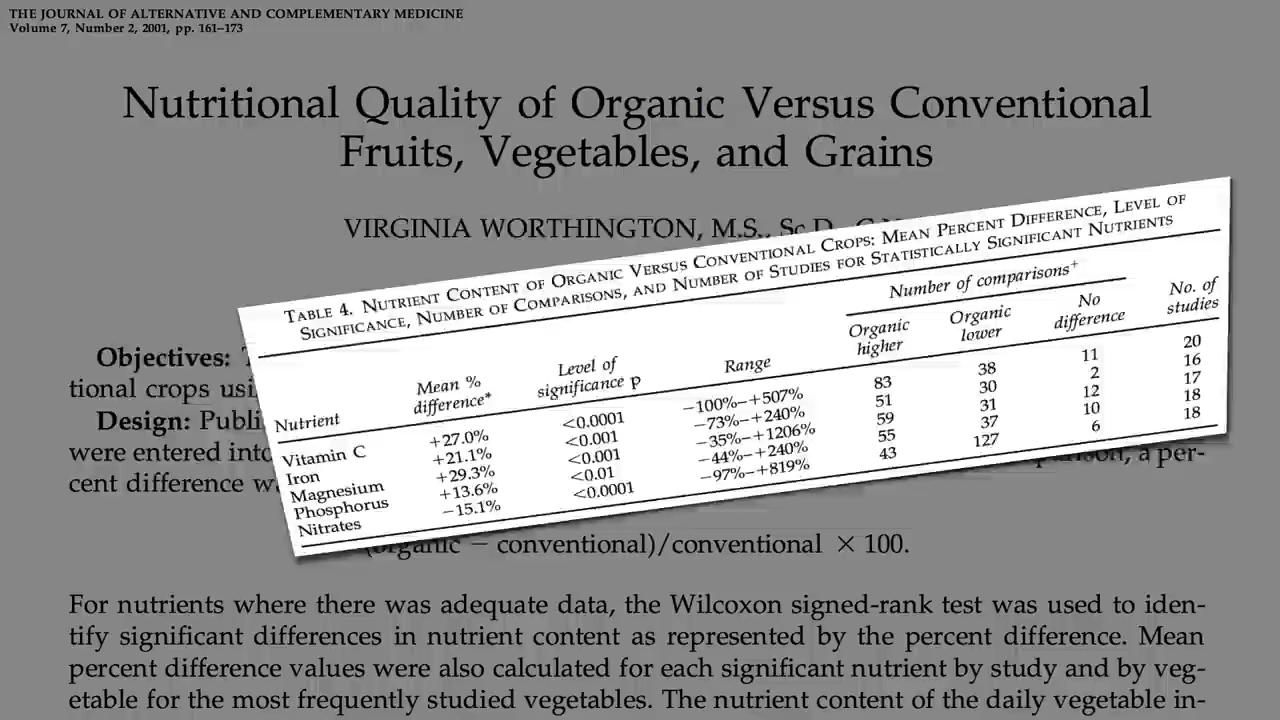 THE JOURNAL OF ALTERNATIVE AND COMPLEMENTARY MEDICINE
Volume 7, Number 2, 2001, pp. 161–173
Nutritional Quality of Organic Versus Conventional
Fruits, Vegetables, and Grains
VIRGINIA WORTHINGTON, M.S., Sc.D.,
TABLE 4. NUTRIENT CONTENT OF ORGANIC VERSUS CONVENTIONAL CROPS: MEAN PERCENT DIFFERENCE, LEVEL OF
SIGNIFICANCE, NUMBER OF COMPARISONS, AND NUMBER OF STUDIES FOR STATISTICALLY SIGNIFICANT NUTRIENTS
Number of comparisons+
Nutrient Mean % difference* Level of significance p Range Organic higher Organic lower No difference No. of studies
Vitamin C +27.0% <0.0001 −100%–+507% 83 38 11 20
Iron +21.1% <0.001 −73%–+240% 51 30 2 16
Magnesium +29.3% <0.001 −35%–+1206% 59 31 12 17
Phosphorus +13.6% <0.01 −44%–+240% 55 37 10 18
Nitrates −15.1% <0.0001 −97%–+819% 43 127 6 18
Objectives:
tional crops
Design:
were entered into
a per-
cent difference
(organic − conventional)/conventional × 100.
For nutrients where there was adequate data, the Wilcoxon signed-rank test was used to iden-
tify significant differences in nutrient content as represented by the percent difference. Mean
percent difference values were also calculated for each significant nutrient by study and by veg-
etable for the most frequently studied vegetables. The nutrient content of the daily vegetable in-